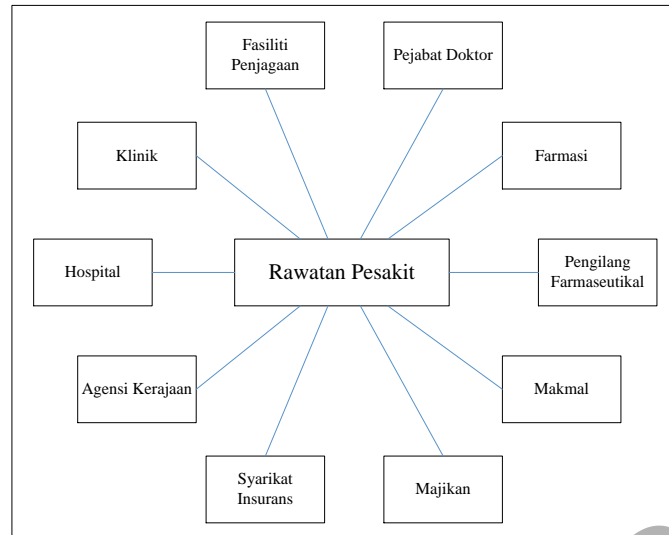 Fasiliti
Penjagaan
Pejabat Doktor
Klinik
Farmasi
Hospital
Rawatan Pesakit
Pengilang
Farmaseutikal
Agensi Kerajaan
Makmal
Syarikat
Insurans
Majikan